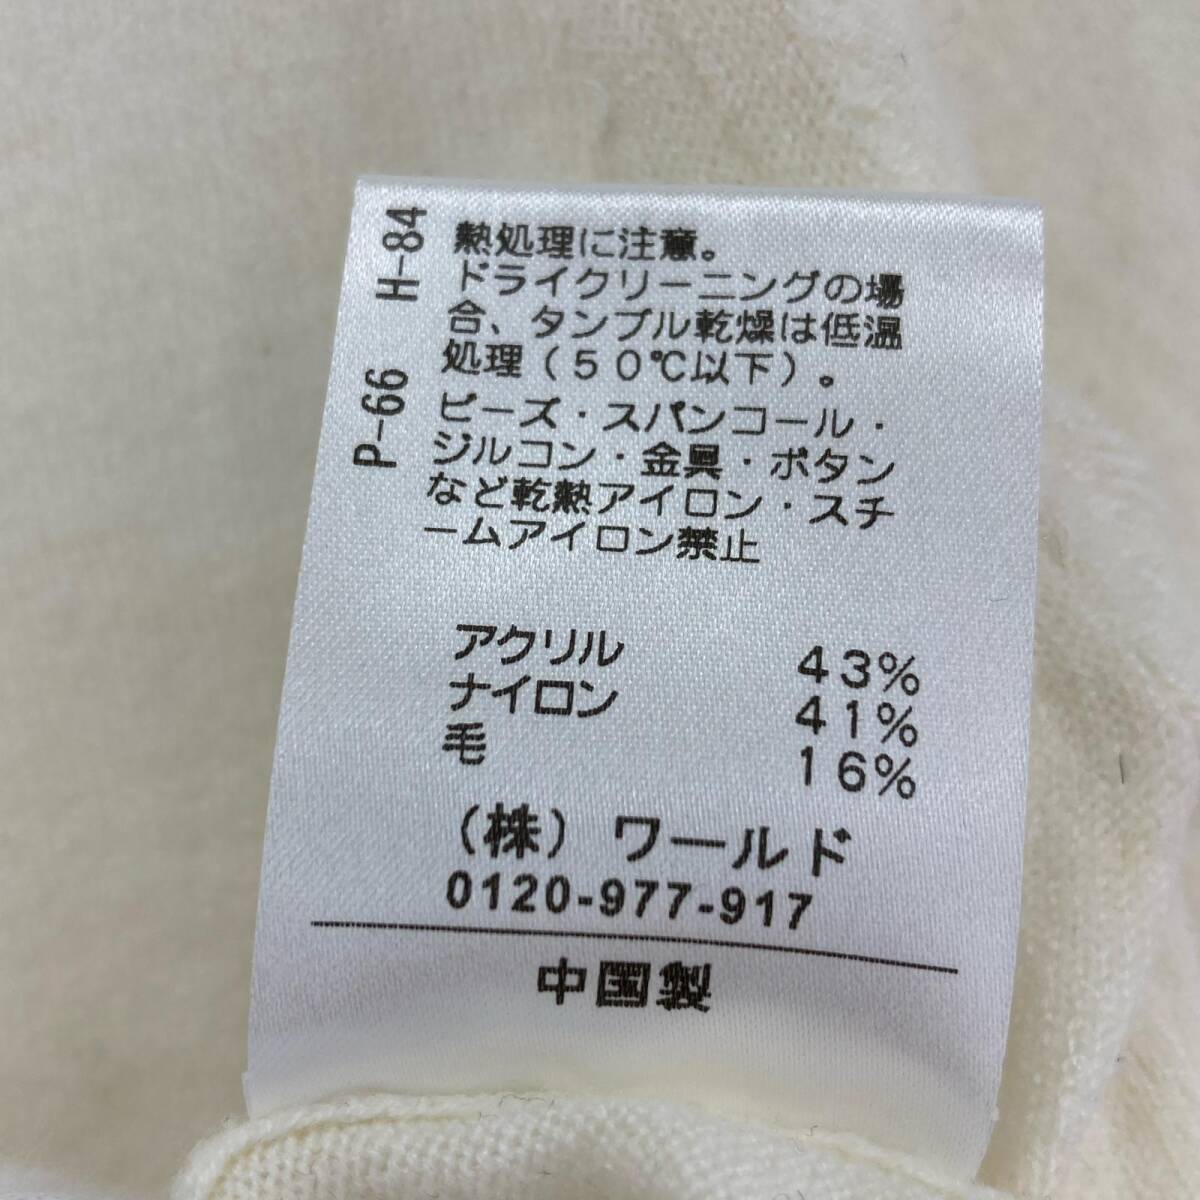 H-84
P-66
熱処理に注意。
ドライクリーニングの場
合、タンブル乾燥は低温
処理(50℃以下)。
ビーズ・スパンコール・
ジルコン・金具・ボタン
など乾熱アイロン・スチ
ームアイロン禁止
アクリル 43%
ナイロン 41%
毛 16%
(株)ワールド
0120-977-917
中国製